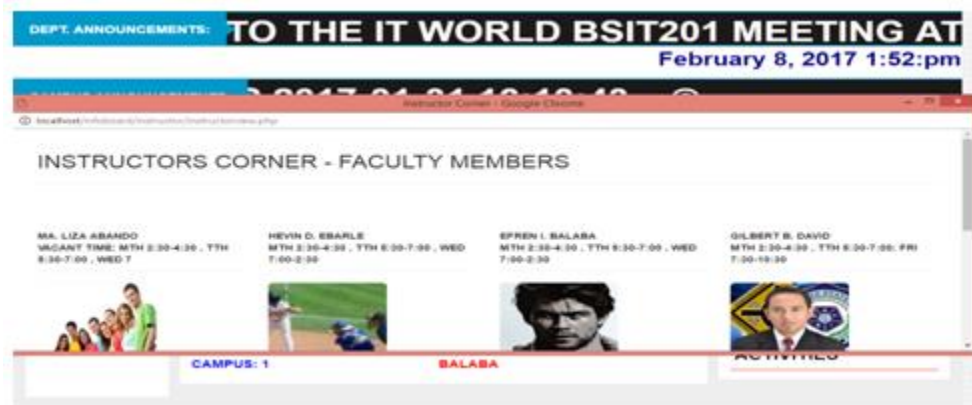 DEPT. ANNOUNCEMENTS: TO THE IT WORLD BSIT201 MEETING AT
February 8, 2017 1:52:pm
Instructor Corner - Google Chrome
INSTRUCTORS CORNER - FACULTY MEMBERS
MA. LIZA ABANDO
VACANT TIME: MTH 2:30-4:30 , TTH
5:30-7:00 , WED 7
HEVIN D. EBARLE
MTH 2:30-4:30 , TTH 5:30-7:00 , WED
7:00-2:30
EFREN I. BALABA
MTH 2:30-4:30 , TTH 5:30-7:00 , WED
7:00-2:30
GILBERT B. DAVID
MTH 2:30-4:30 , TTH 5:30-7:00; FRI
7:30-10:30
CAMPUS: 1
BALABA
ACTIVITIES